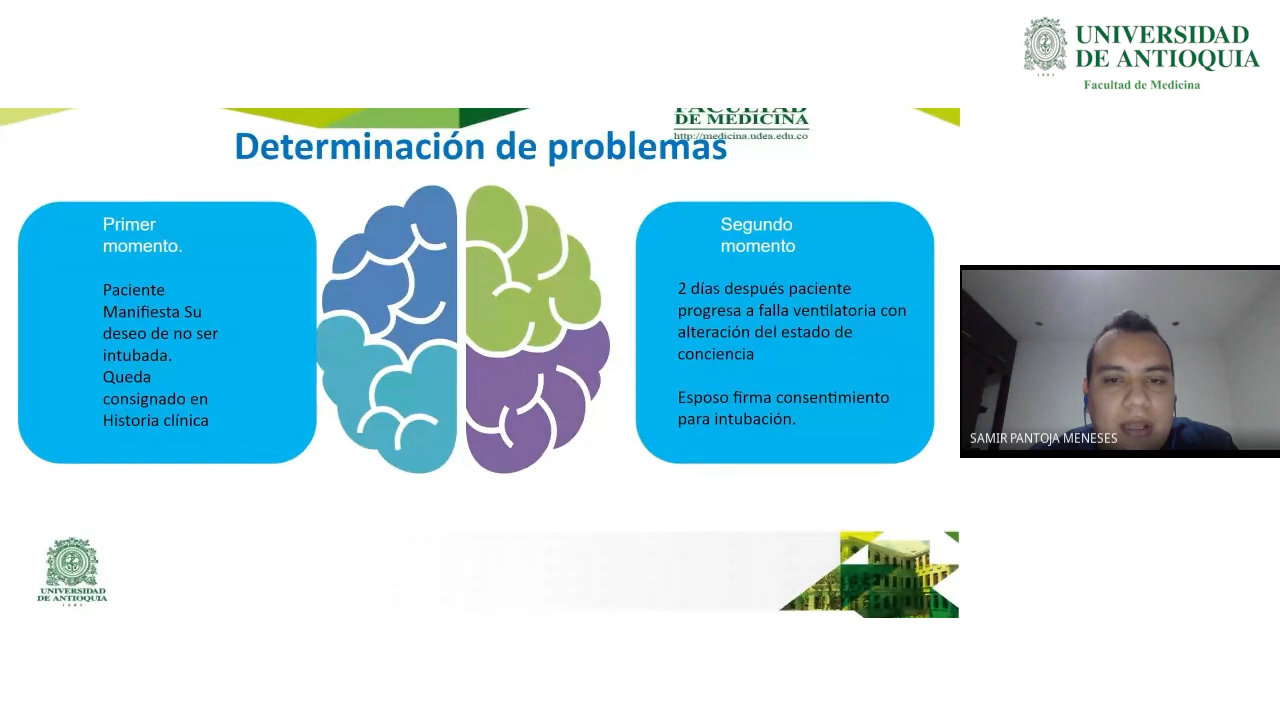 UNIVERSIDAD
DE ANTIOQUIA
1803
Facultad de Medicina
FACULTAD
DE MEDICINA
http://medicina.udea.edu.co
Determinación de problemas
Primer
momento.
Paciente
Manifiesta Su
deseo de no ser
intubada.
Queda
consignado en
Historia clínica
Segundo
momento
2 días después paciente
progresa a falla ventilatoria con
alteración del estado de
conciencia
Esposo firma consentimiento
para intubación.
SAMIR PANTOJA MENESES
UNIVERSIDAD
DE ANTIOQUIA
1803